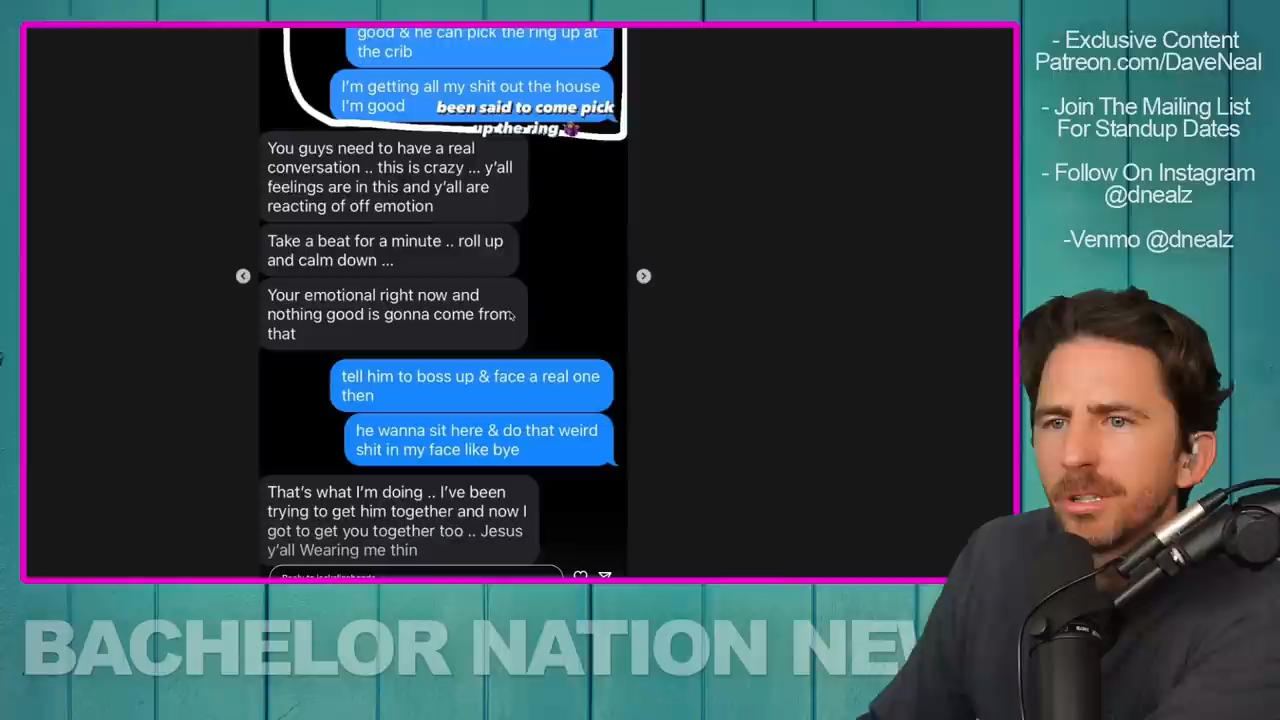 good & he can pick the ring up at
the crib
I'm getting all my shit out the house
I'm good
been said to come pick
up the ring
You guys need to have a real
conversation .. this is crazy ... y'all
feelings are in this and y'all are
reacting of off emotion
Take a beat for a minute .. roll up
and calm down ...
Your emotional right now and
nothing good is gonna come from
that
tell him to boss up & face a real one
then
he wanna sit here & do that weird
shit in my face like bye
That's what I'm doing .. I've been
trying to get him together and now I
got to get you together too .. Jesus
y'all Wearing me thin
- Exclusive Content
Patreon.com/DaveNeal
- Join The Mailing List
For Standup Dates
- Follow On Instagram
@dnealz
-Venmo @dnealz
BACHELOR NATION NEW